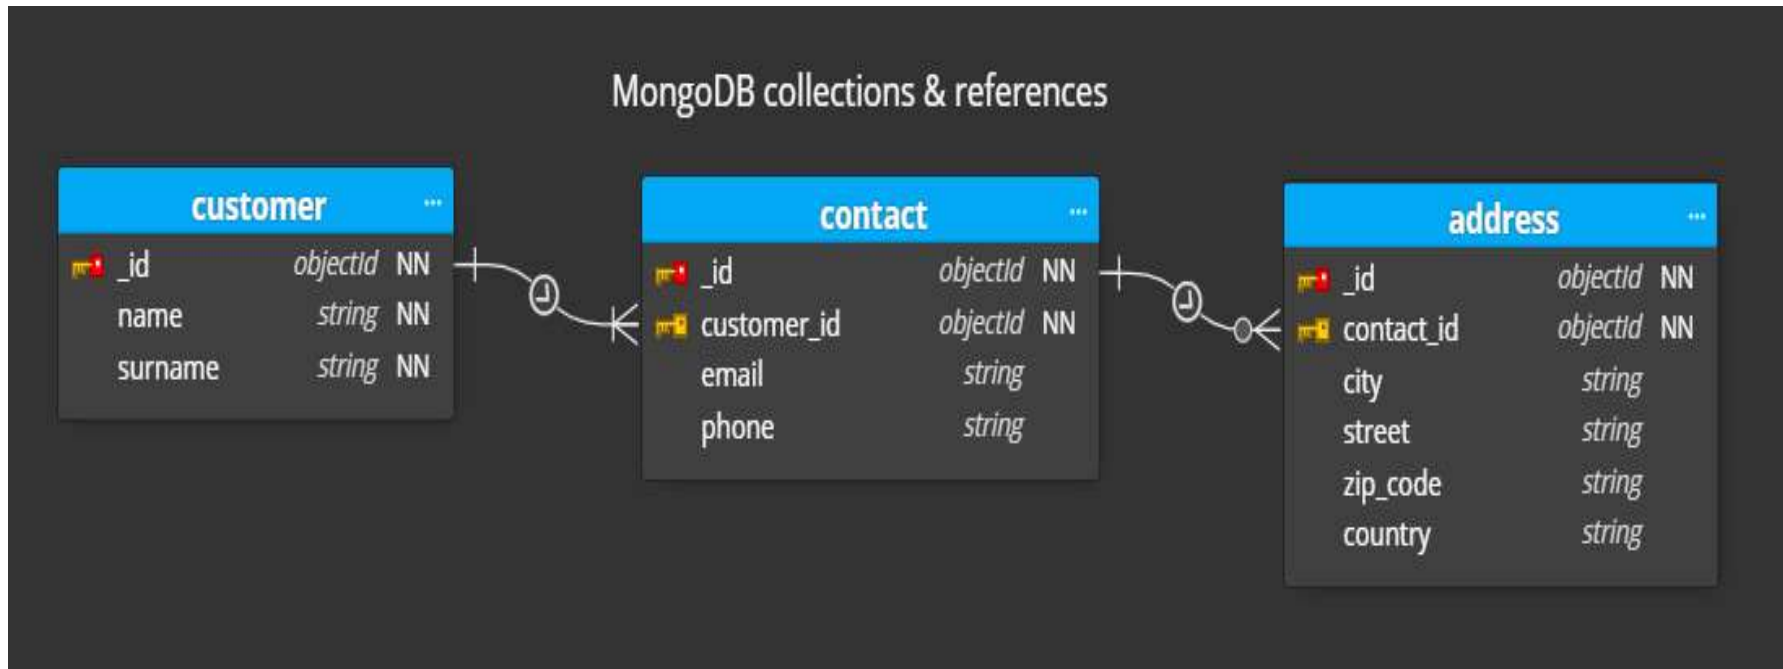 MongoDB collections & references
customer ...
_id objectId NN
name string NN
surname string NN
contact ...
_id objectId NN
customer_id objectId NN
email string
phone string
address ...
_id objectId NN
contact_id objectId NN
city string
street string
zip_code string
country string